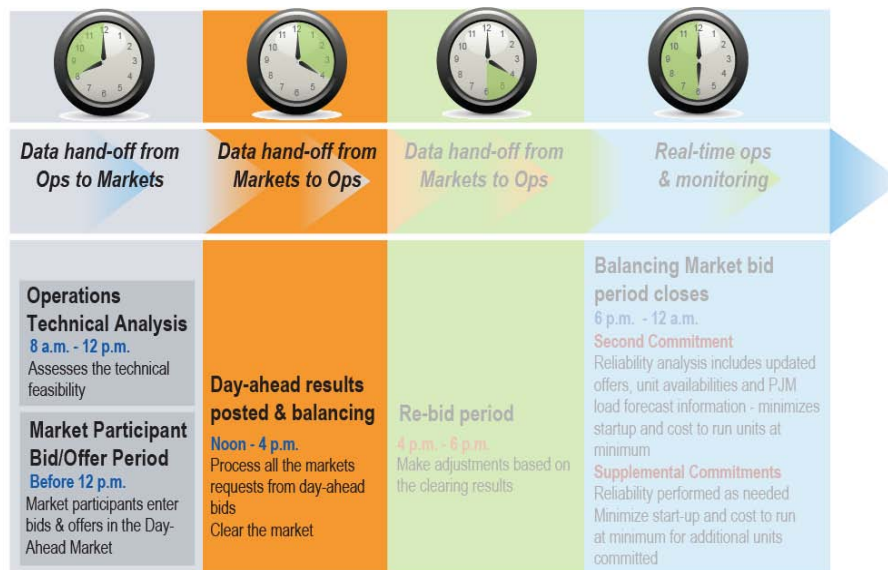 Data hand-off from
Ops to Markets
Data hand-off from
Markets to Ops
Data hand-off from
Markets to Ops
Real-time ops
& monitoring
Operations
Technical Analysis
8 a.m. - 12 p.m.
Assesses the technical
feasibility
Market Participant
Bid/Offer Period
Before 12 p.m.
Market participants enter
bids & offers in the Day-
Ahead Market
Day-ahead results
posted & balancing
Noon - 4 p.m.
Process all the markets
requests from day-ahead
bids
Clear the market
Re-bid period
4 p.m. - 6 p.m.
Make adjustments based on
the clearing results
Balancing Market bid
period closes
6 p.m. - 12 a.m.
Second Commitment
Reliability analysis includes updated
offers, unit availabilities and PJM
load forecast information - minimizes
startup and cost to run units at
minimum
Supplemental Commitments
Reliability performed as needed
Minimize start-up and cost to run
at minimum for additional units
committed